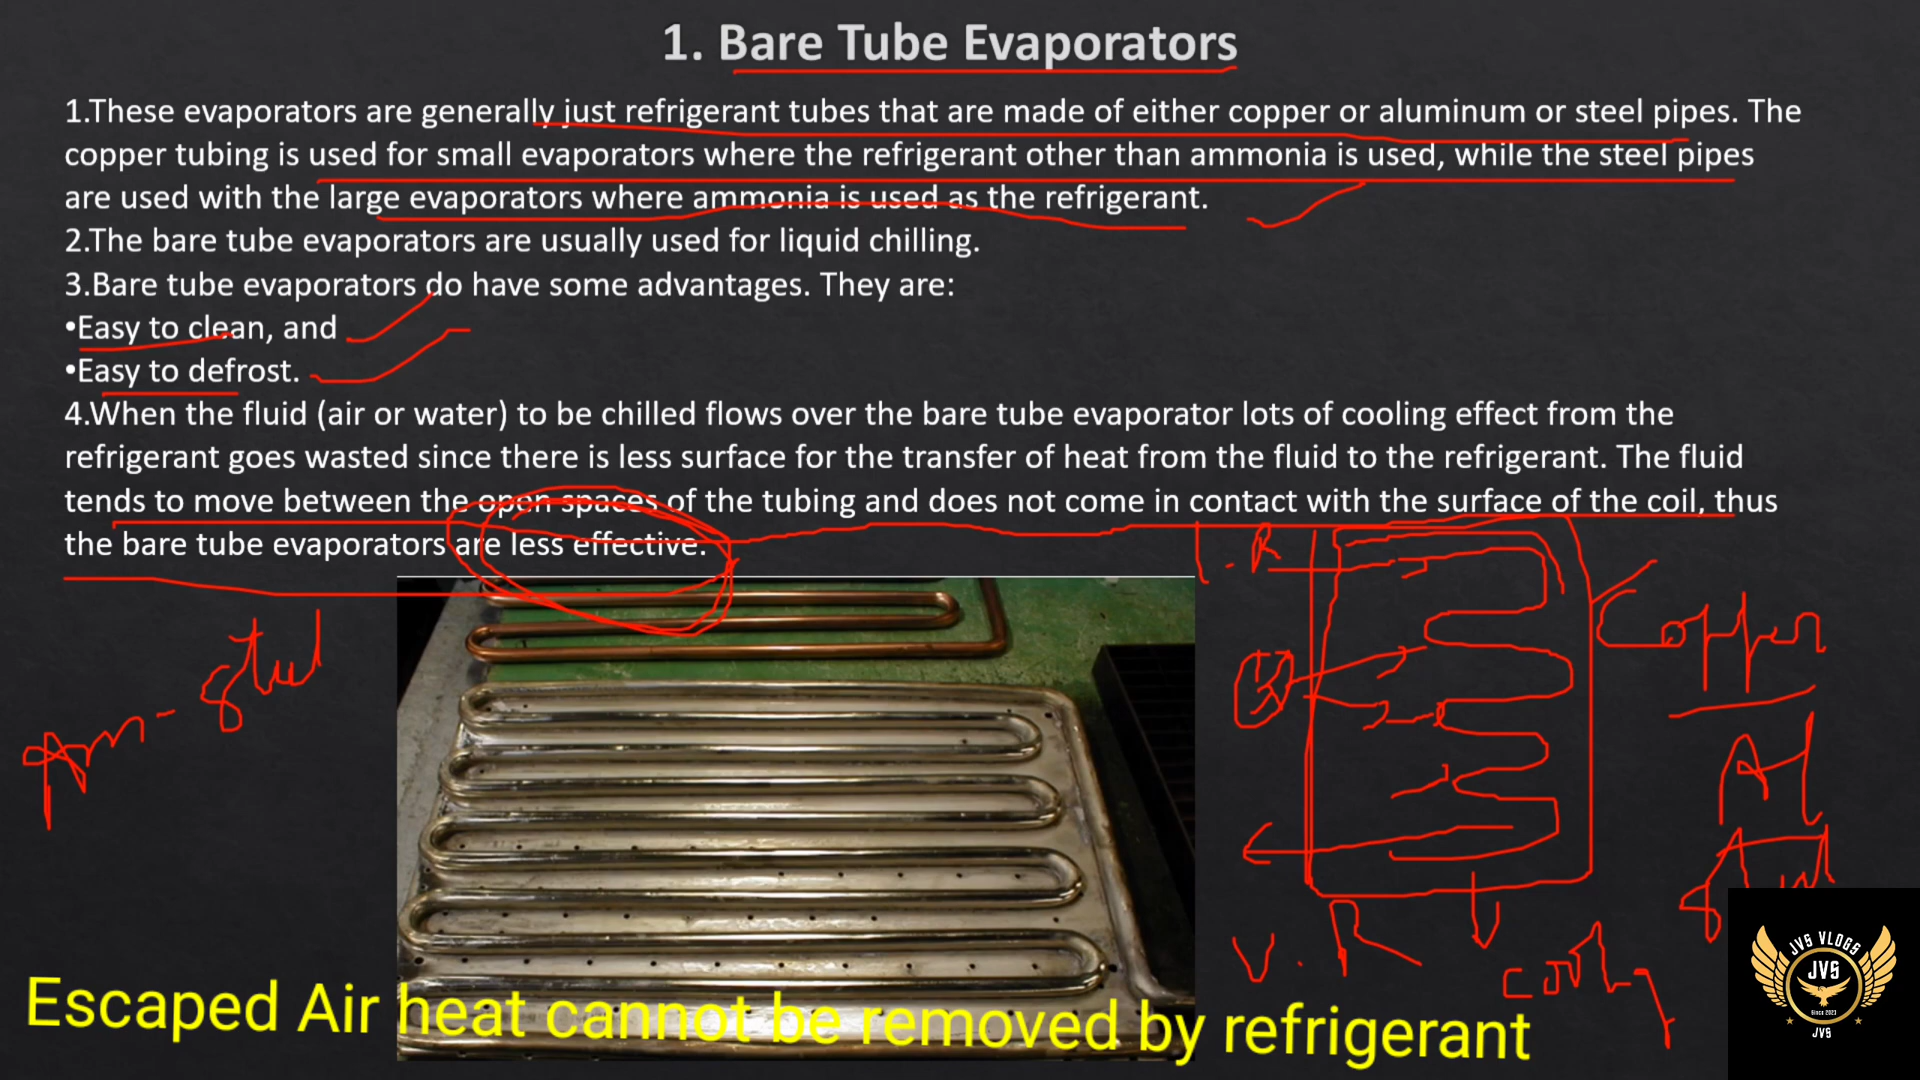 1. Bare Tube Evaporators
1.These evaporators are generally just refrigerant tubes that are made of either copper or aluminum or steel pipes. The
copper tubing is used for small evaporators where the refrigerant other than ammonia is used, while the steel pipes
are used with the large evaporators where ammonia is used as the refrigerant.
2.The bare tube evaporators are usually used for liquid chilling.
3.Bare tube evaporators do have some advantages. They are:
•Easy to clean, and
•Easy to defrost.
4.When the fluid (air or water) to be chilled flows over the bare tube evaporator lots of cooling effect from the
refrigerant goes wasted since there is less surface for the transfer of heat from the fluid to the refrigerant. The fluid
tends to move between the open spaces of the tubing and does not come in contact with the surface of the coil, thus
the bare tube evaporators are less effective.
L.R
Copper
Am-steel
Al
steel
V.R
Escaped Air heat cannot be removed by refrigerant
JVS VLOGS
JVS
Since 2023
JVS